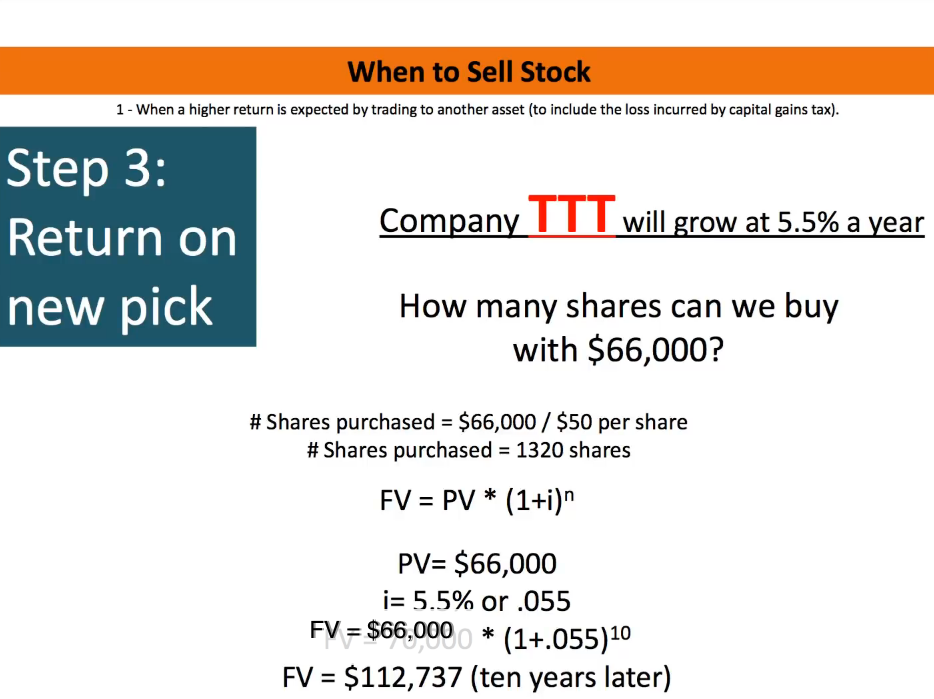 When to Sell Stock
1 - When a higher return is expected by trading to another asset (to include the loss incurred by capital gains tax).
Step 3:
Return on
new pick
Company TTT will grow at 5.5% a year
How many shares can we buy
with $66,000?
# Shares purchased = $66,000 / $50 per share
# Shares purchased = 1320 shares
FV = PV * (1+i)ⁿ
PV= $66,000
i= 5.5% or .055
FV = $66,000 * (1+.055)¹⁰
FV = $112,737 (ten years later)